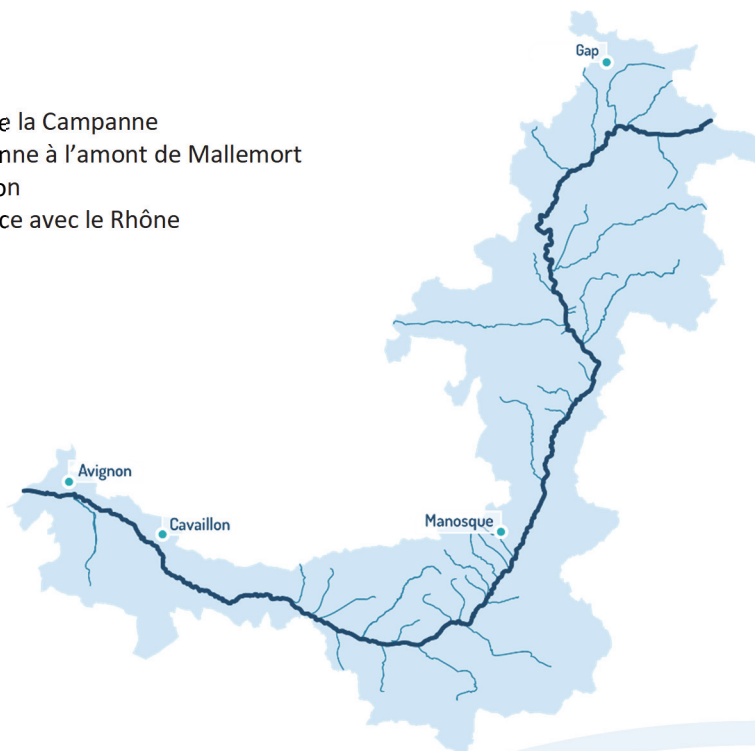 e la Campanne
nne à l’amont de Mallemort
on
ce avec le Rhône
Gap
Avignon
Cavaillon
Manosque